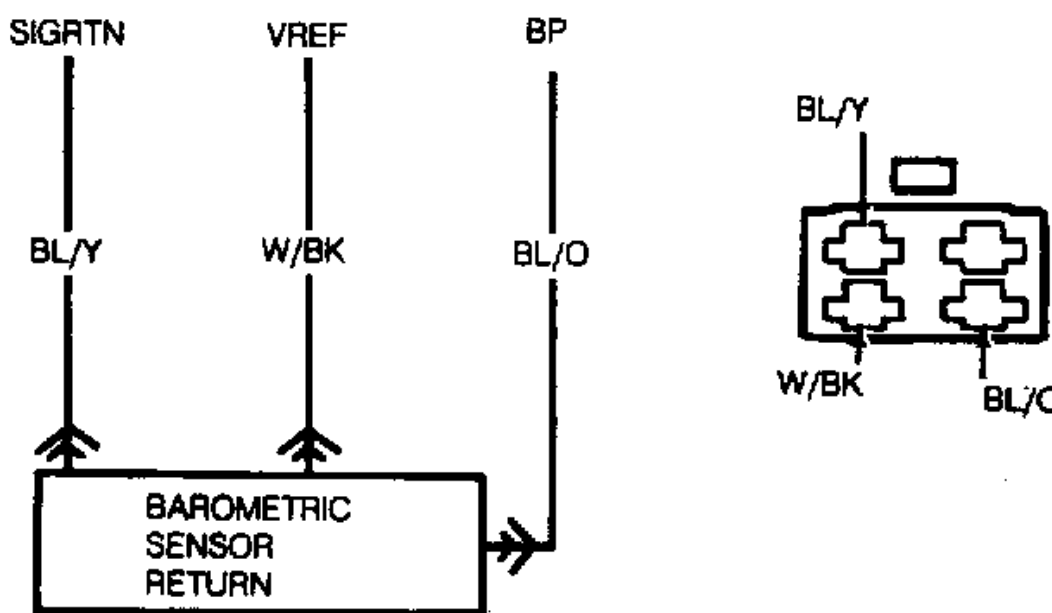 SIGRTN
VREF
BP
BL/Y
W/BK
BL/O
BAROMETRIC
SENSOR
RETURN
BL/Y
W/BK
BL/O